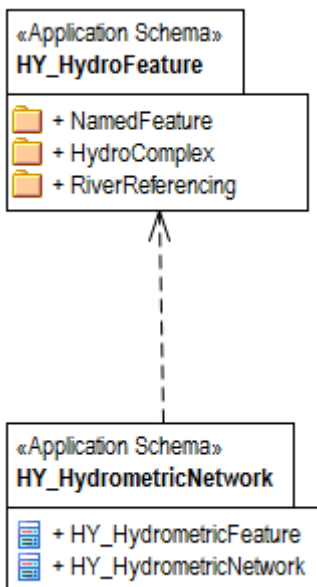 «Application Schema»
HY_HydroFeature
+ NamedFeature
+ HydroComplex
+ RiverReferencing
«Application Schema»
HY_HydrometricNetwork
+ HY_HydrometricFeature
+ HY_HydrometricNetwork